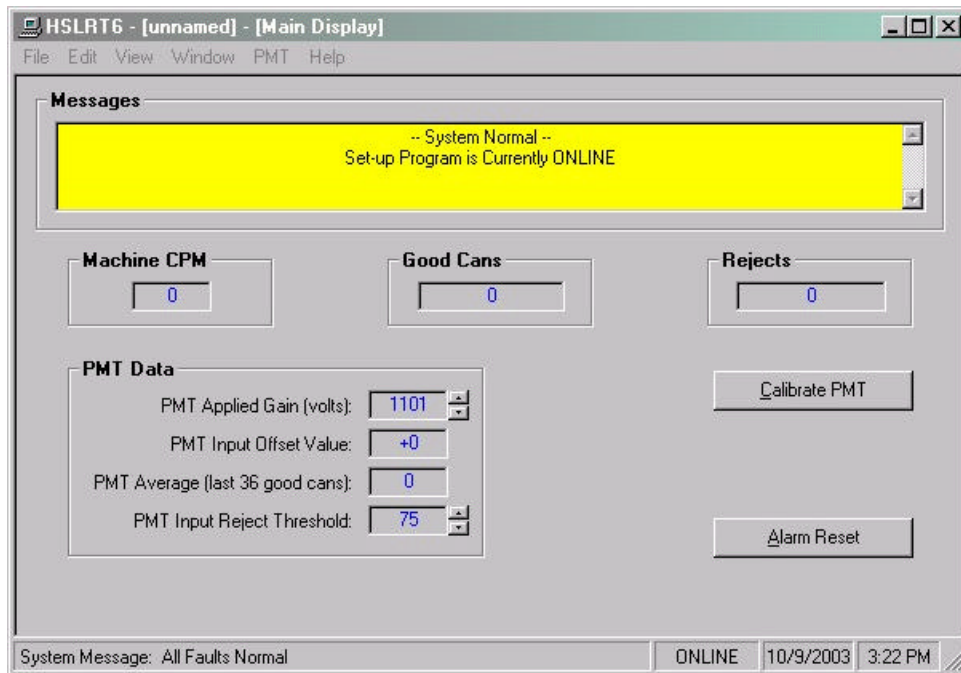 HSLRT6 - [unnamed] - [Main Display]
File Edit View Window PMT Help
Messages
-- System Normal --
Set-up Program is Currently ONLINE
Machine CPM
0
Good Cans
0
Rejects
0
PMT Data
PMT Applied Gain (volts): 1101
PMT Input Offset Value: +0
PMT Average (last 36 good cans): 0
PMT Input Reject Threshold: 75
Calibrate PMT
Alarm Reset
System Message: All Faults Normal ONLINE 10/9/2003 3:22 PM